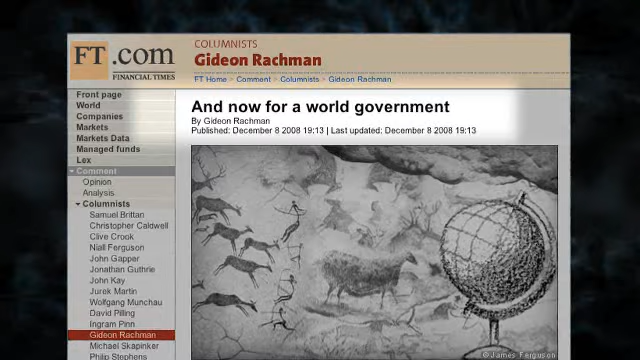 FT.com
FINANCIAL TIMES
COLUMNISTS
Gideon Rachman
FT Home > Comment > Columnists > Gideon Rachman
Front page
World
Companies
Markets
Markets Data
Managed funds
Lex
Comment
Opinion
Analysis
Columnists
Samuel Brittan
Christopher Caldwell
Clive Crook
Niall Ferguson
John Gapper
Jonathan Guthrie
John Kay
Jurek Martin
Wolfgang Munchau
David Pilling
Ingram Pinn
Gideon Rachman
Michael Skapinker
Philip Stephens
And now for a world government
By Gideon Rachman
Published: December 8 2008 19:13 | Last updated: December 8 2008 19:13
© James Ferguson